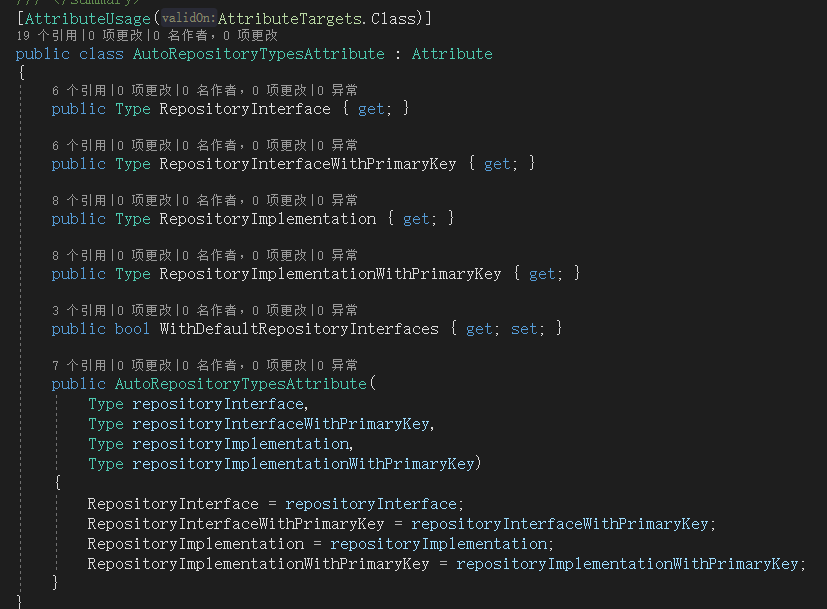 /// </summary>
[AttributeUsage(validOn:AttributeTargets.Class)]
19 个引用|0 项更改|0 名作者，0 项更改
public class AutoRepositoryTypesAttribute : Attribute
{
6 个引用|0 项更改|0 名作者，0 项更改|0 异常
public Type RepositoryInterface { get; }
6 个引用|0 项更改|0 名作者，0 项更改|0 异常
public Type RepositoryInterfaceWithPrimaryKey { get; }
8 个引用|0 项更改|0 名作者，0 项更改|0 异常
public Type RepositoryImplementation { get; }
8 个引用|0 项更改|0 名作者，0 项更改|0 异常
public Type RepositoryImplementationWithPrimaryKey { get; }
3 个引用|0 项更改|0 名作者，0 项更改|0 异常
public bool WithDefaultRepositoryInterfaces { get; set; }
7 个引用|0 项更改|0 名作者，0 项更改|0 异常
public AutoRepositoryTypesAttribute(
Type repositoryInterface,
Type repositoryInterfaceWithPrimaryKey,
Type repositoryImplementation,
Type repositoryImplementationWithPrimaryKey)
{
RepositoryInterface = repositoryInterface;
RepositoryInterfaceWithPrimaryKey = repositoryInterfaceWithPrimaryKey;
RepositoryImplementation = repositoryImplementation;
RepositoryImplementationWithPrimaryKey = repositoryImplementationWithPrimaryKey;
}
}